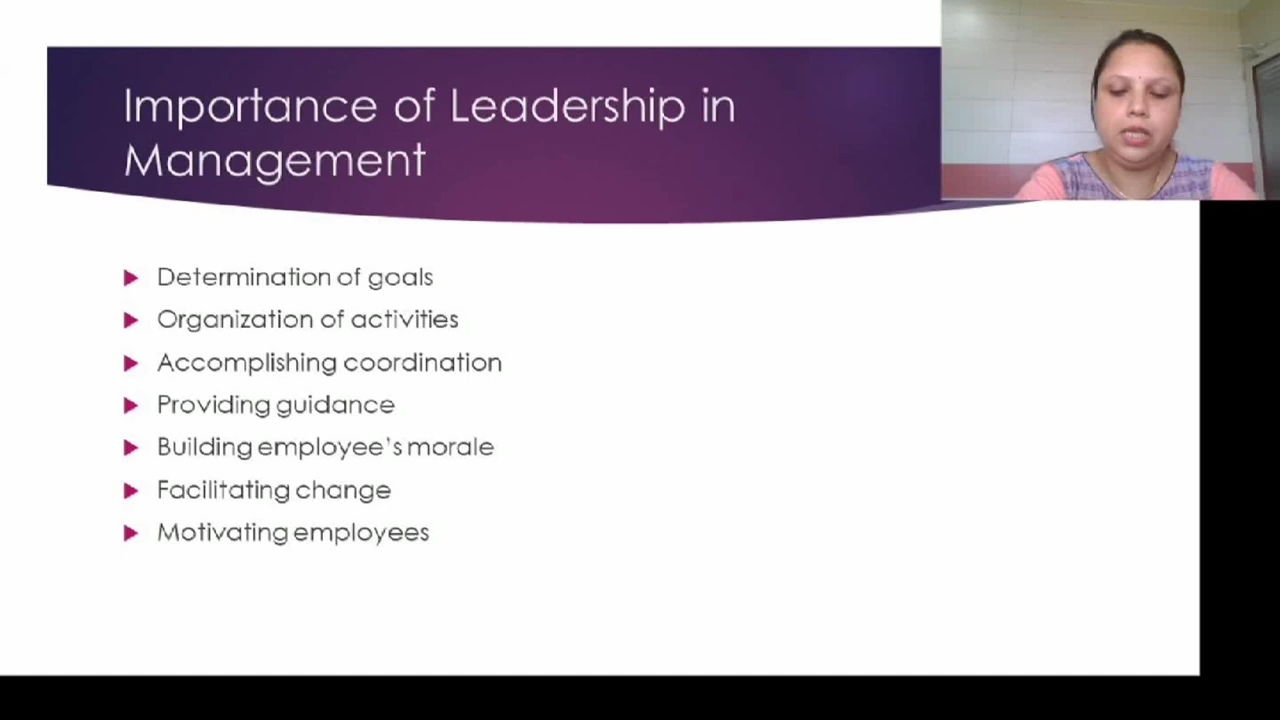 Importance of Leadership in
Management
Determination of goals
Organization of activities
Accomplishing coordination
Providing guidance
Building employee's morale
Facilitating change
Motivating employees